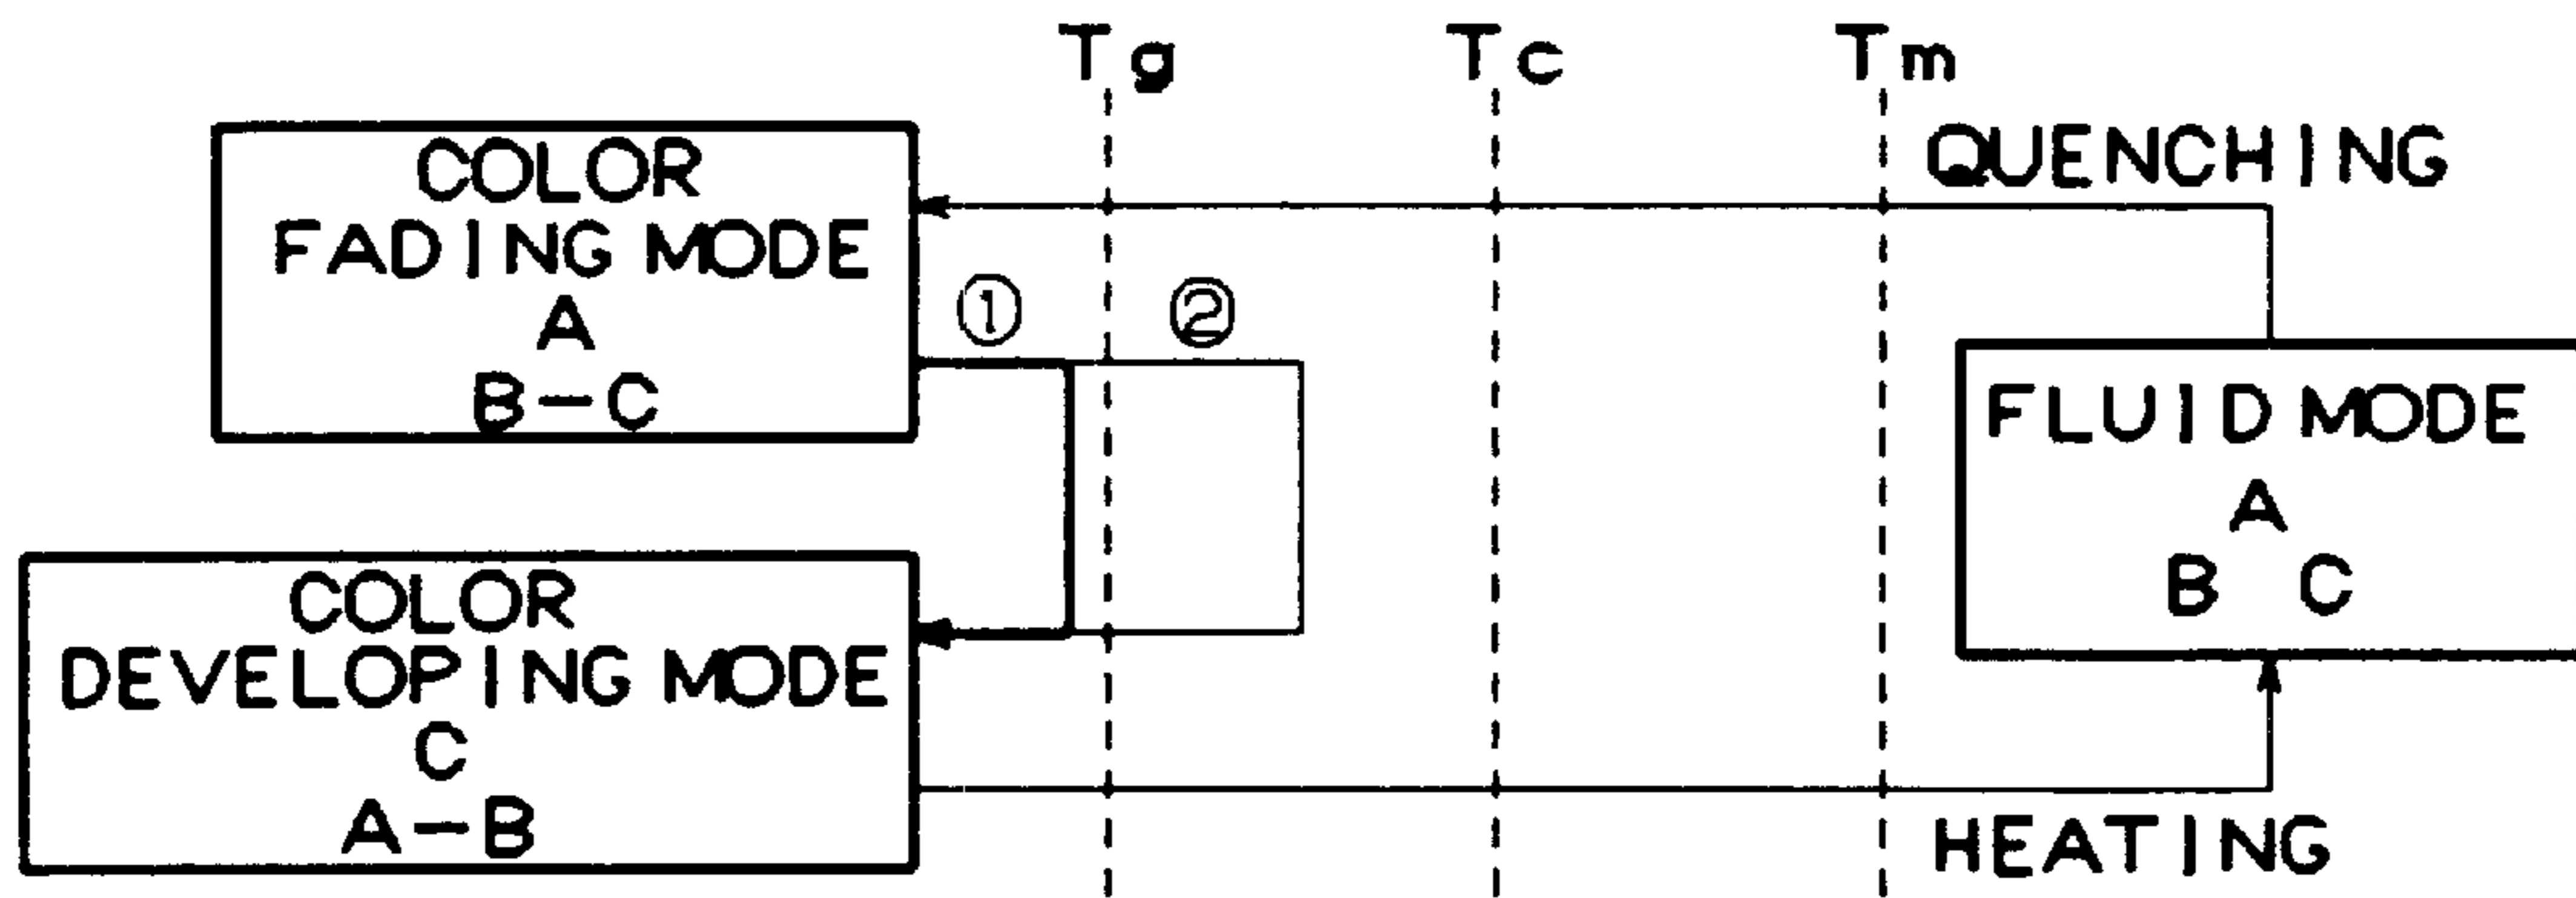 Tg Tc Tm
QUENCHING
COLOR
FADING MODE
A
B-C
① ②
FLUID MODE
A
B C
COLOR
DEVELOPING MODE
C
A-B
HEATING